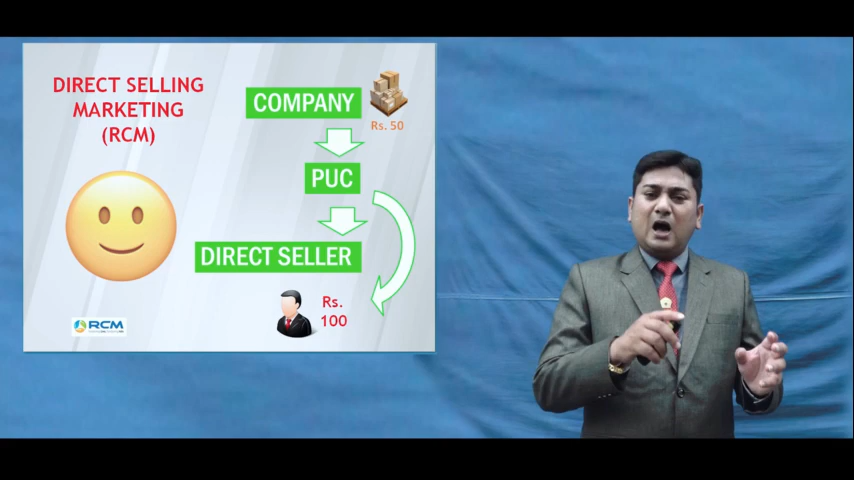 DIRECT SELLING
MARKETING
(RCM)
COMPANY
Rs. 50
PUC
DIRECT SELLER
Rs.
100
RCM